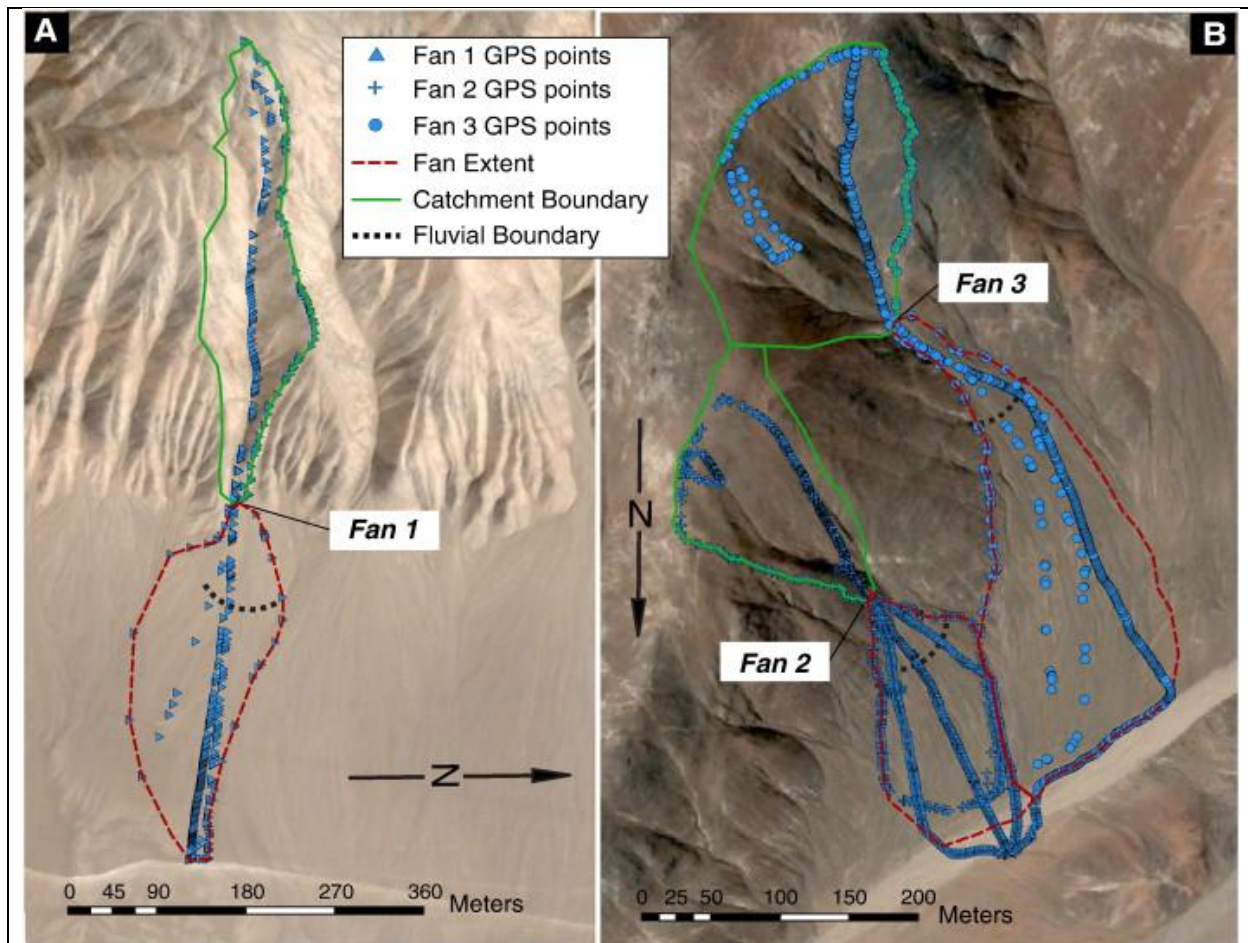 A
B
Fan 1 GPS points
Fan 2 GPS points
Fan 3 GPS points
Fan Extent
Catchment Boundary
Fluvial Boundary
Fan 3
Fan 1
N
Fan 2
N
0 45 90 180 270 360 Meters
0 25 50 100 150 200 Meters